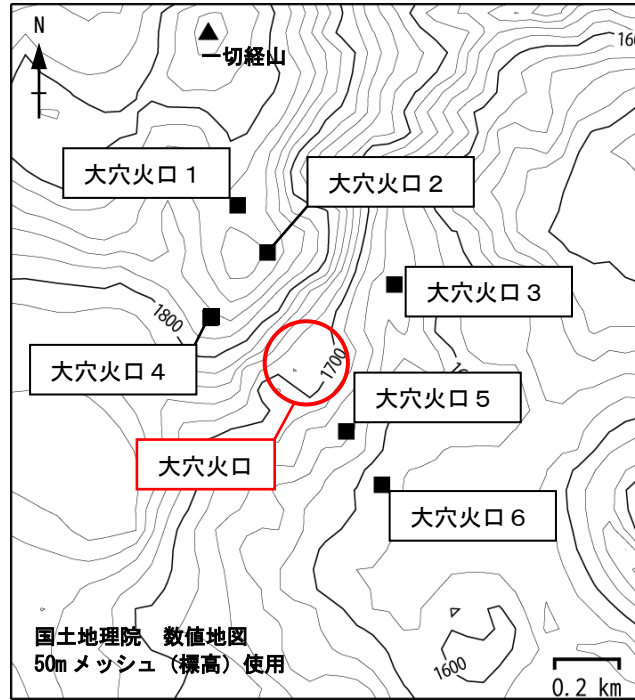 N
一切経山
160
大穴火口１
大穴火口２
大穴火口３
1800
大穴火口４
1700
大穴火口５
大穴火口
大穴火口６
1600
国土地理院　数値地図
50m メッシュ（標高）使用
0.2 km